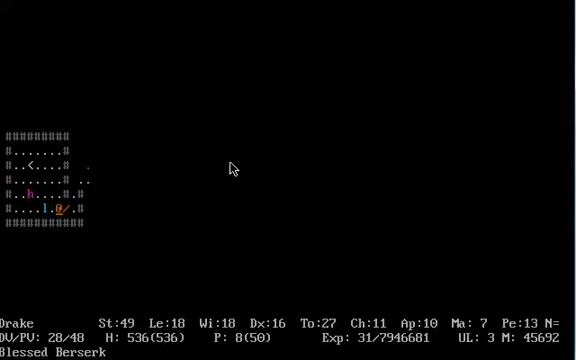 #########
#.......#
#..<....#  .
#.......# ..
#..h....#.#
#....l.@/.#
###########
Drake St:49 Le:18 Wi:18 Dx:16 To:27 Ch:11 Ap:10 Ma: 7 Pe:13 N=
DV/PV: 28/48 H: 536(536) P: 8(50) Exp: 31/7946681 UL: 3 M: 45692
Blessed Berserk